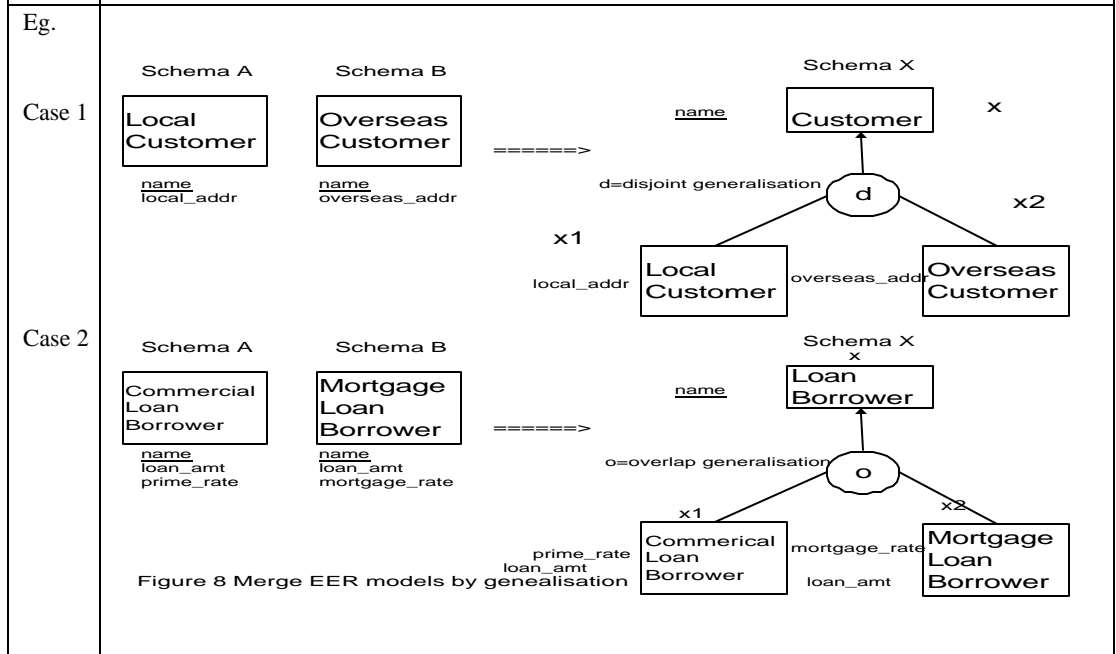 Eg.
Case 1
Schema A
Local
Customer
name
local_addr
Schema B
Overseas
Customer
name
overseas_addr
======>
Schema X
name
Customer
x
d=disjoint generalisation
d
x1
x2
local_addr
Local
Customer
overseas_addr
Overseas
Customer
Case 2
Schema A
Commercial
Loan
Borrower
name
loan_amt
prime_rate
Schema B
Mortgage
Loan
Borrower
name
loan_amt
mortgage_rate
======>
Schema X
x
name
Loan
Borrower
o=overlap generalisation
o
x1
x2
prime_rate
loan_amt
Commerical
Loan
Borrower
mortgage_rate
loan_amt
Mortgage
Loan
Borrower
Figure 8 Merge EER models by genealisation